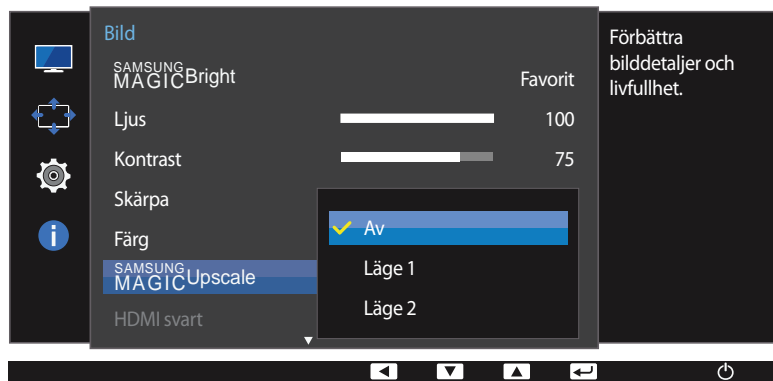 Bild
SAMSUNG MAGICBright Favorit
Ljus 100
Kontrast 75
Skärpa
Färg
SAMSUNG MAGICUpscale
HDMI svart
Av
Läge 1
Läge 2
Förbättra
bilddetaljer och
livfullhet.